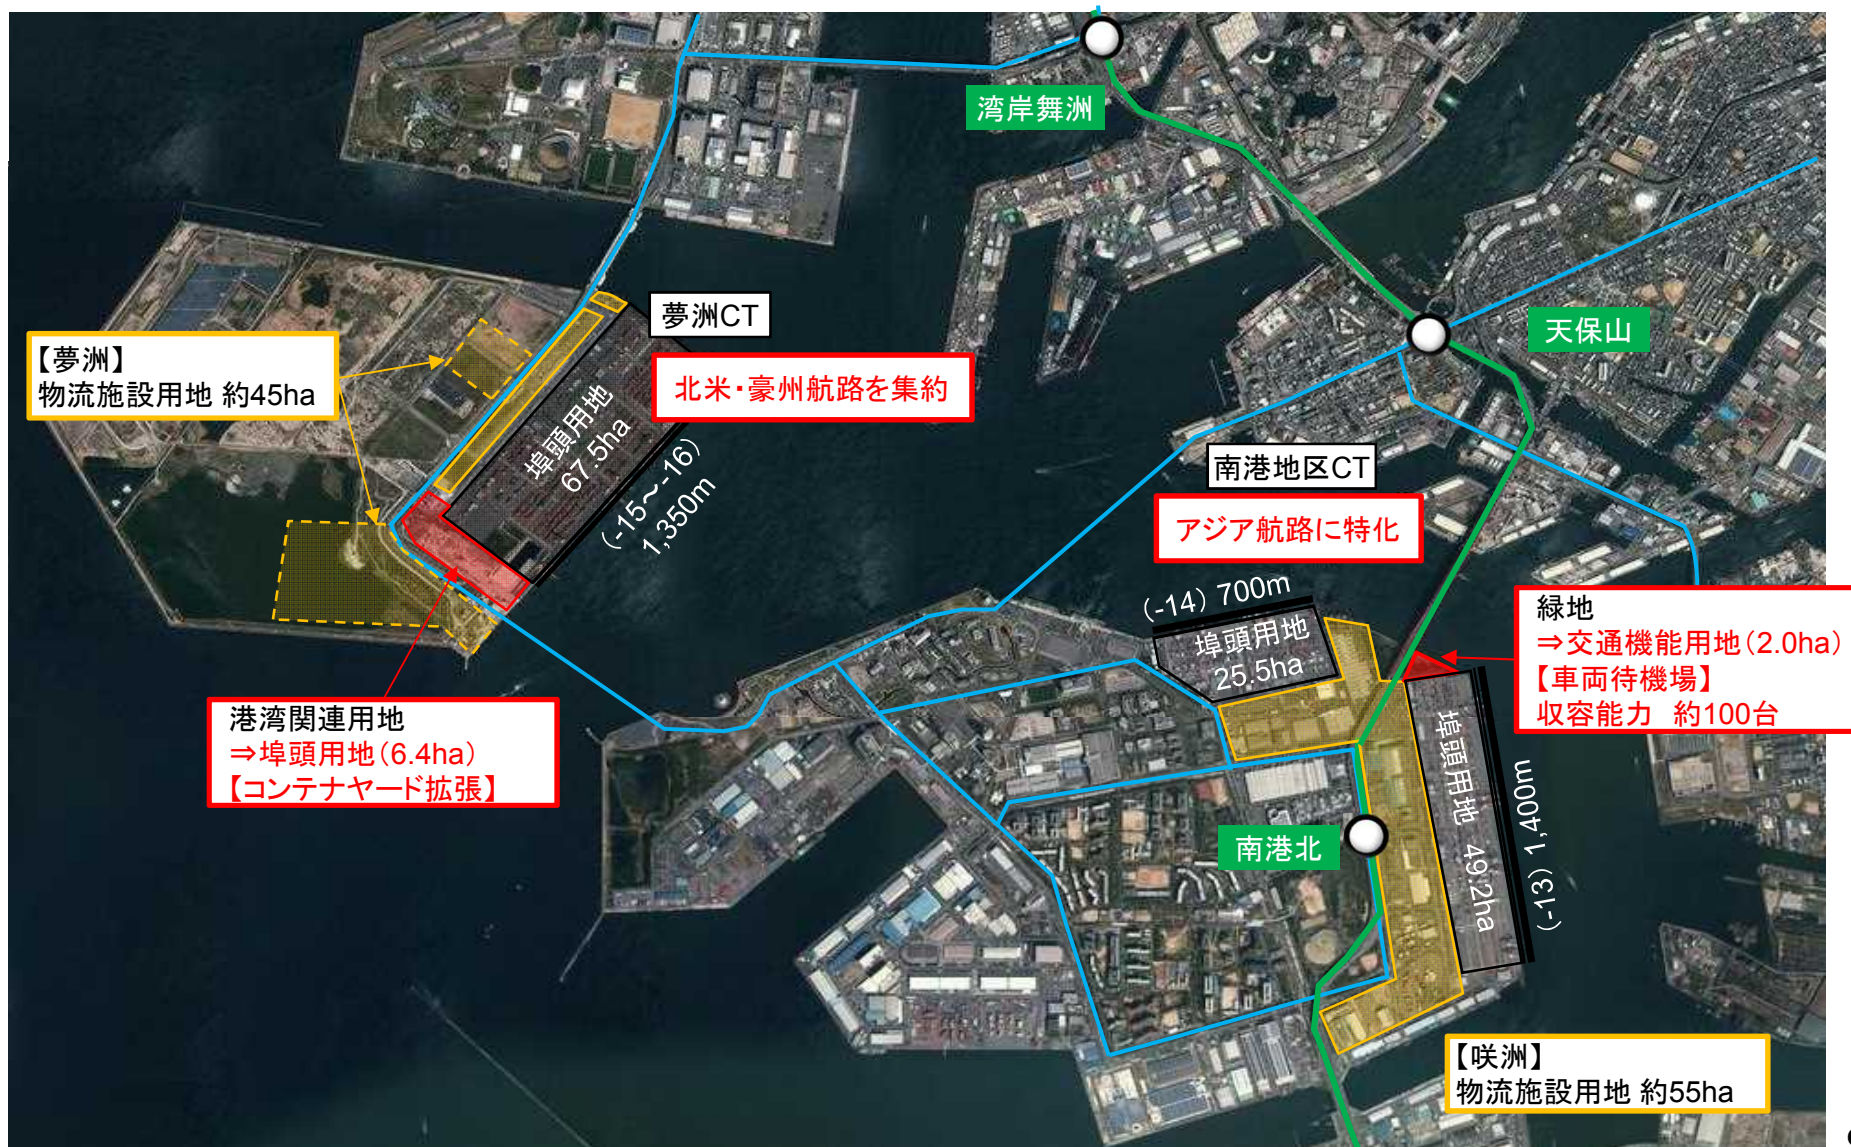 湾岸舞洲
夢洲CT
北米・豪州航路を集約
【夢洲】
物流施設用地 約45ha
埠頭用地
67.5ha
(-15~-16)
1,350m
天保山
南港地区CT
アジア航路に特化
(-14) 700m
埠頭用地
25.5ha
緑地
⇒交通機能用地(2.0ha)
【車両待機場】
収容能力 約100台
港湾関連用地
⇒埠頭用地(6.4ha)
【コンテナヤード拡張】
南港北
埠頭用地 49.2ha
(-13) 1,400m
【咲洲】
物流施設用地 約55ha